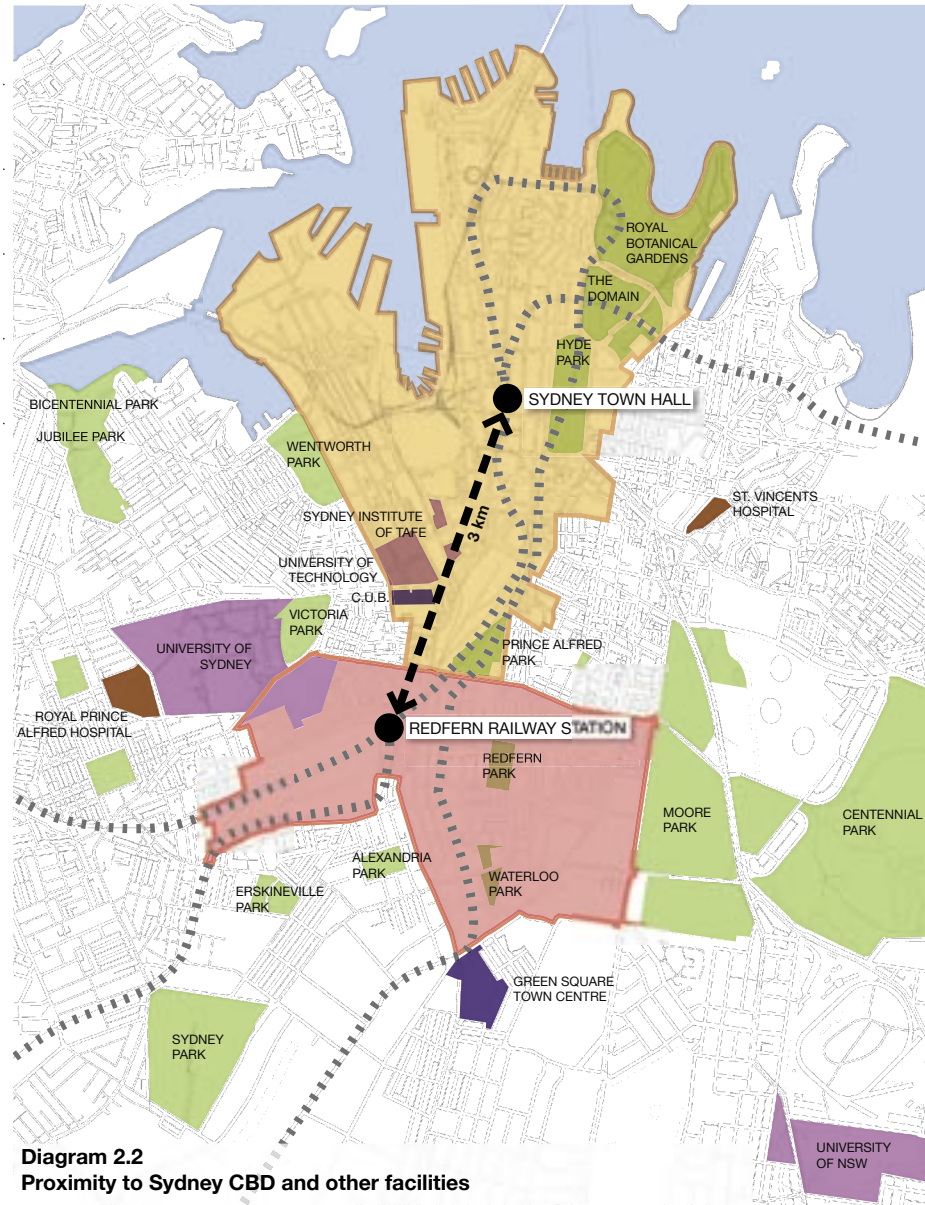 ROYAL
BOTANICAL
GARDENS
THE
DOMAIN
HYDE
PARK
SYDNEY TOWN HALL
BICENTENNIAL PARK
JUBILEE PARK
WENTWORTH
PARK
3 km
ST. VINCENTS
HOSPITAL
SYDNEY INSTITUTE
OF TAFE
UNIVERSITY OF
TECHNOLOGY
C.U.B.
VICTORIA
PARK
UNIVERSITY OF
SYDNEY
PRINCE ALFRED
PARK
ROYAL PRINCE
ALFRED HOSPITAL
REDFERN RAILWAY STATION
REDFERN
PARK
MOORE
PARK
CENTENNIAL
PARK
ALEXANDRIA
PARK
WATERLOO
PARK
ERSKINEVILLE
PARK
GREEN SQUARE
TOWN CENTRE
SYDNEY
PARK
UNIVERSITY
OF NSW
Diagram 2.2
Proximity to Sydney CBD and other facilities